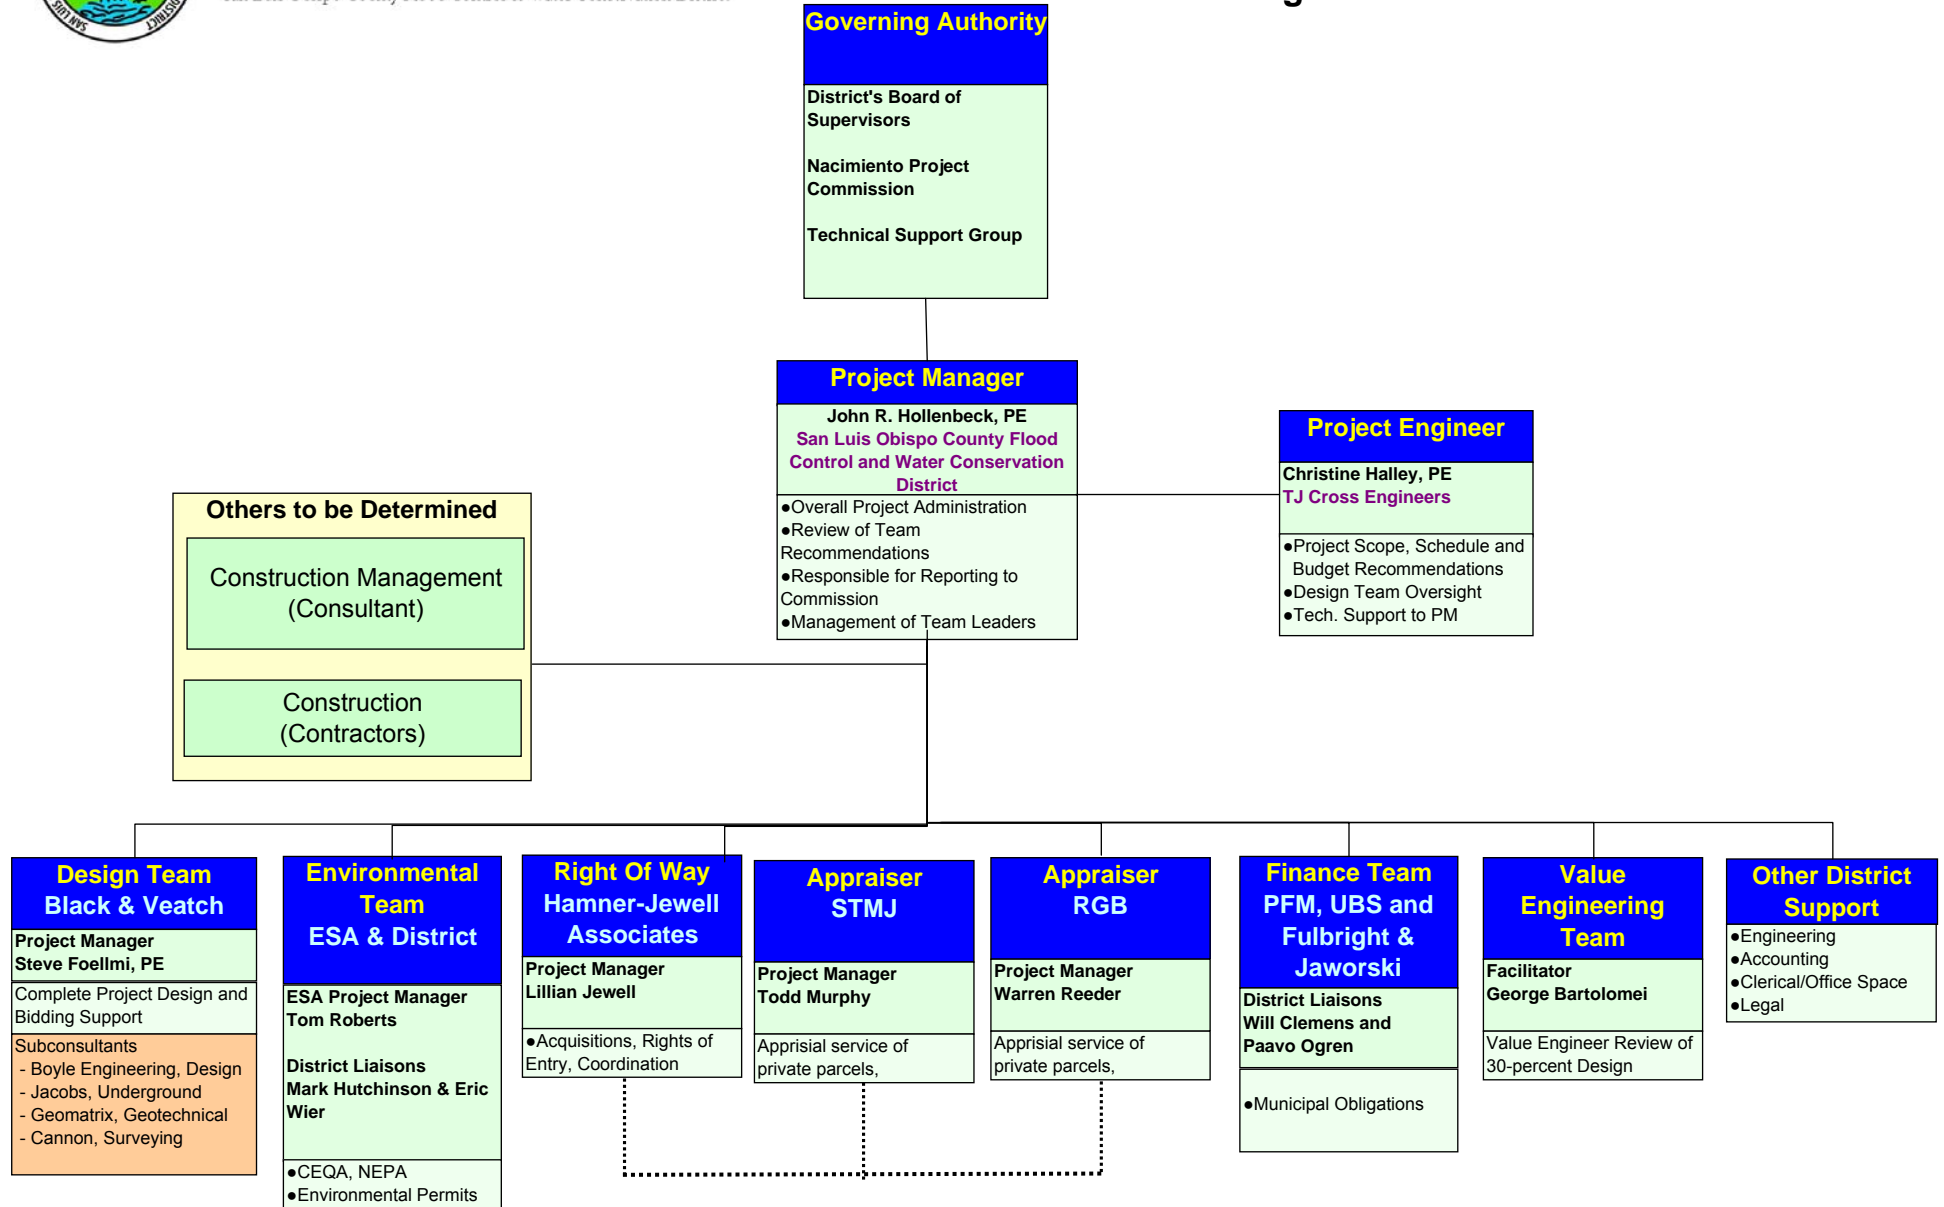 SAN LUIS
DISTRICT
Governing Authority
District's Board of
Supervisors
Nacimiento Project
Commission
Technical Support Group
Project Manager
John R. Hollenbeck, PE
San Luis Obispo County Flood
Control and Water Conservation
District
●Overall Project Administration
●Review of Team
Recommendations
●Responsible for Reporting to
Commission
●Management of Team Leaders
Project Engineer
Christine Halley, PE
TJ Cross Engineers
●Project Scope, Schedule and
Budget Recommendations
●Design Team Oversight
●Tech. Support to PM
Others to be Determined
Construction Management
(Consultant)
Construction
(Contractors)
Design Team
Black & Veatch
Project Manager
Steve Foellmi, PE
Complete Project Design and
Bidding Support
Subconsultants
- Boyle Engineering, Design
- Jacobs, Underground
- Geomatrix, Geotechnical
- Cannon, Surveying
Environmental
Team
ESA & District
ESA Project Manager
Tom Roberts
District Liaisons
Mark Hutchinson & Eric
Wier
●CEQA, NEPA
●Environmental Permits
Right Of Way
Hamner-Jewell
Associates
Project Manager
Lillian Jewell
●Acquisitions, Rights of
Entry, Coordination
Appraiser
STMJ
Project Manager
Todd Murphy
Apprisial service of
private parcels,
Appraiser
RGB
Project Manager
Warren Reeder
Apprisial service of
private parcels,
Finance Team
PFM, UBS and
Fulbright &
Jaworski
District Liaisons
Will Clemens and
Paavo Ogren
●Municipal Obligations
Value
Engineering
Team
Facilitator
George Bartolomei
Value Engineer Review of
30-percent Design
Other District
Support
●Engineering
●Accounting
●Clerical/Office Space
●Legal